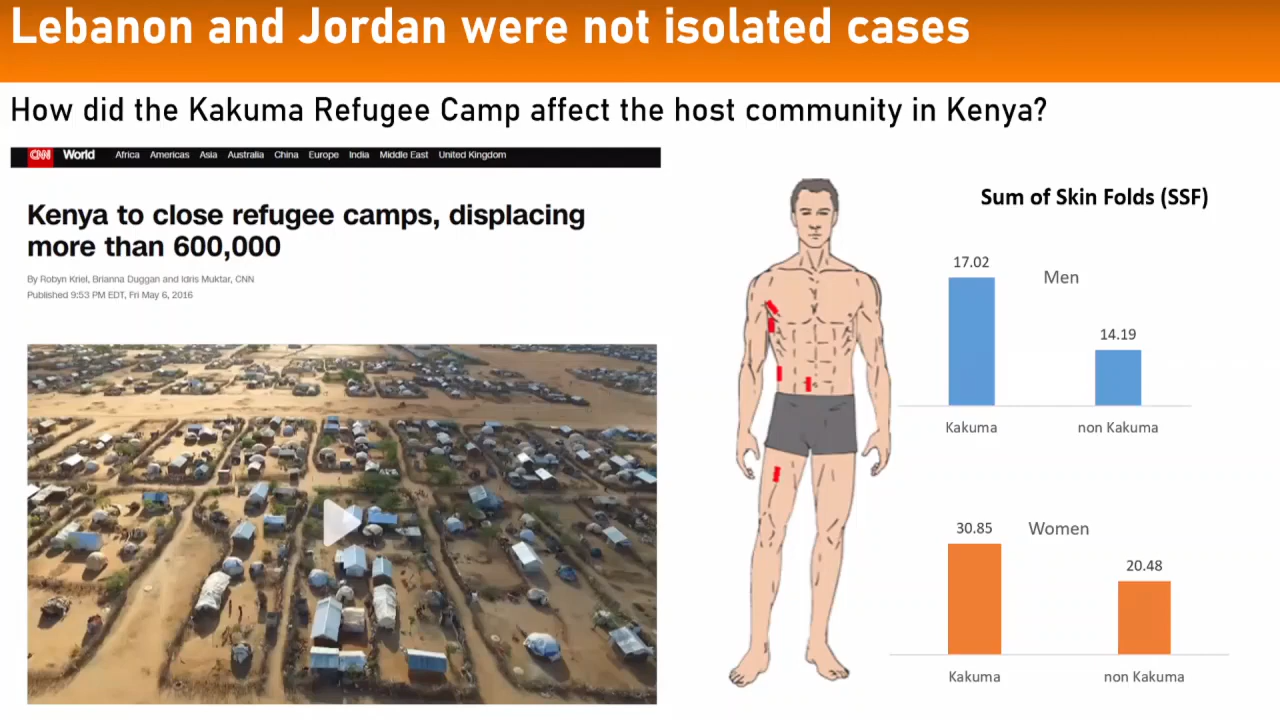 Lebanon and Jordan were not isolated cases
How did the Kakuma Refugee Camp affect the host community in Kenya?
CNN World Africa Americas Asia Australia China Europe India Middle East United Kingdom
Kenya to close refugee camps, displacing
more than 600,000
By Robyn Kriel, Brianna Duggan and Idris Muktar, CNN
Published 9:53 PM EDT, Fri May 6, 2016
Sum of Skin Folds (SSF)
17.02
Men
14.19
Kakuma
non Kakuma
30.85
Women
20.48
Kakuma
non Kakuma